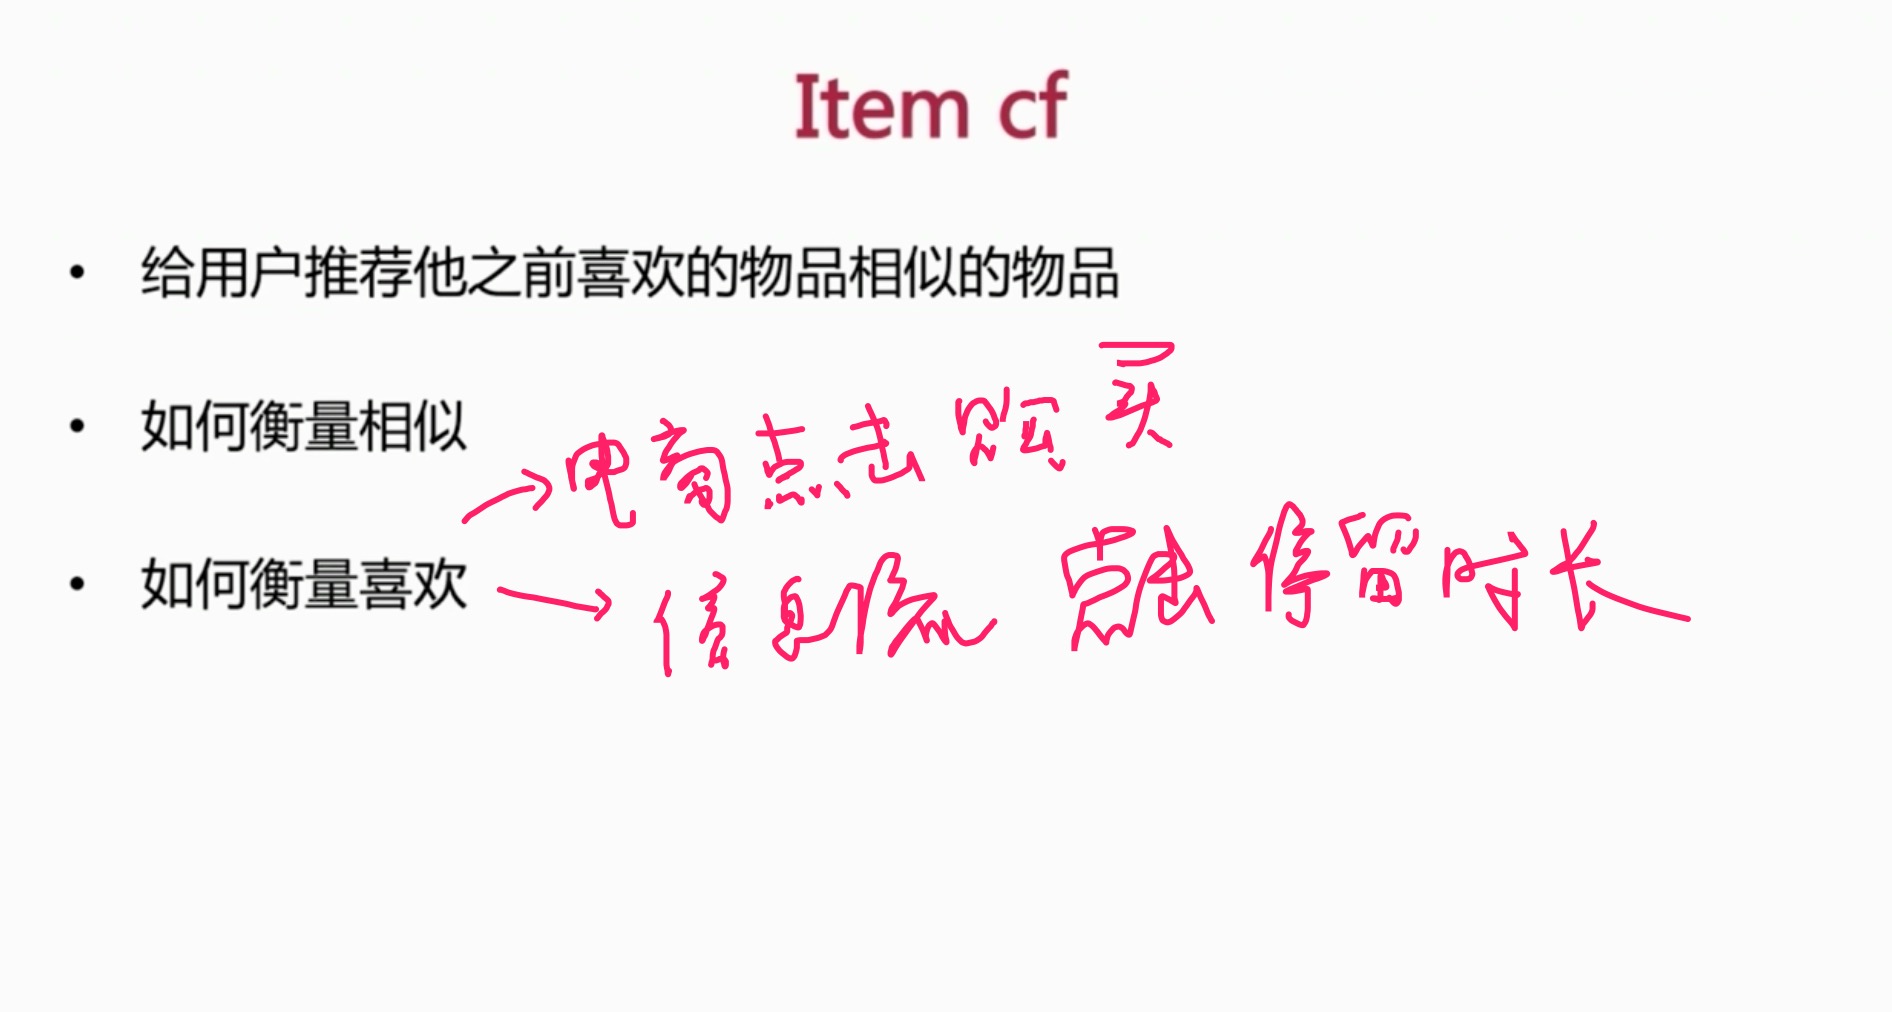 Item cf
• 给用户推荐他之前喜欢的物品相似的物品
• 如何衡量相似
→电商点击 购买
• 如何衡量喜欢
→信息流 点击 停留时长